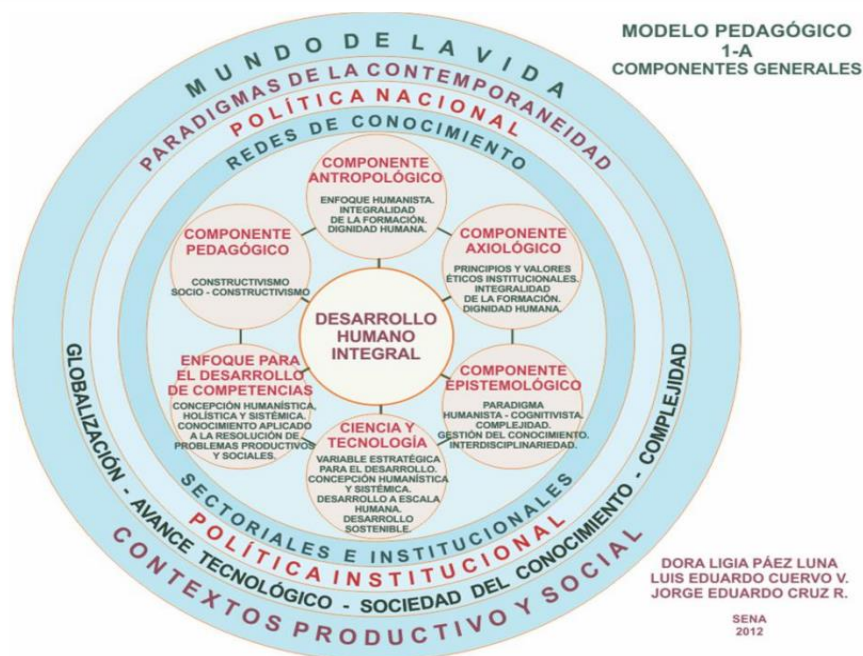 MODELO PEDAGÓGICO
1-A
COMPONENTES GENERALES
MUNDO DE LA VIDA
PARADIGMAS DE LA CONTEMPORANEIDAD
POLÍTICA NACIONAL
REDES DE CONOCIMIENTO
COMPONENTE
ANTROPOLÓGICO
ENFOQUE HUMANISTA.
INTEGRALIDAD
DE LA FORMACIÓN.
DIGNIDAD HUMANA.
COMPONENTE
PEDAGÓGICO
CONSTRUCTIVISMO
SOCIO - CONSTRUCTIVISMO
COMPONENTE
AXIOLÓGICO
PRINCIPIOS Y VALORES
ÉTICOS INSTITUCIONALES.
INTEGRALIDAD
DE LA FORMACIÓN.
DIGNIDAD HUMANA.
DESARROLLO
HUMANO
INTEGRAL
ENFOQUE PARA
EL DESARROLLO
DE COMPETENCIAS
CONCEPCIÓN HUMANÍSTICA,
HOLÍSTICA Y SISTÉMICA.
CONOCIMIENTO APLICADO
A LA RESOLUCIÓN DE
PROBLEMAS PRODUCTIVOS
Y SOCIALES.
COMPONENTE
EPISTEMOLÓGICO
PARADIGMA
HUMANISTA - COGNITIVISTA.
COMPLEJIDAD.
GESTIÓN DEL CONOCIMIENTO.
INTERDISCIPLINARIEDAD.
CIENCIA Y
TECNOLOGÍA
VARIABLE ESTRATÉGICA
PARA EL DESARROLLO.
CONCEPCIÓN HUMANÍSTICA
Y SISTÉMICA.
DESARROLLO A ESCALA
HUMANA.
DESARROLLO
SOSTENIBLE.
SECTORIALES E INSTITUCIONALES
POLÍTICA INSTITUCIONAL
GLOBALIZACIÓN - AVANCE TECNOLÓGICO - SOCIEDAD DEL CONOCIMIENTO - COMPLEJIDAD
CONTEXTOS PRODUCTIVO Y SOCIAL
DORA LIGIA PÁEZ LUNA
LUIS EDUARDO CUERVO V.
JORGE EDUARDO CRUZ R.
SENA
2012